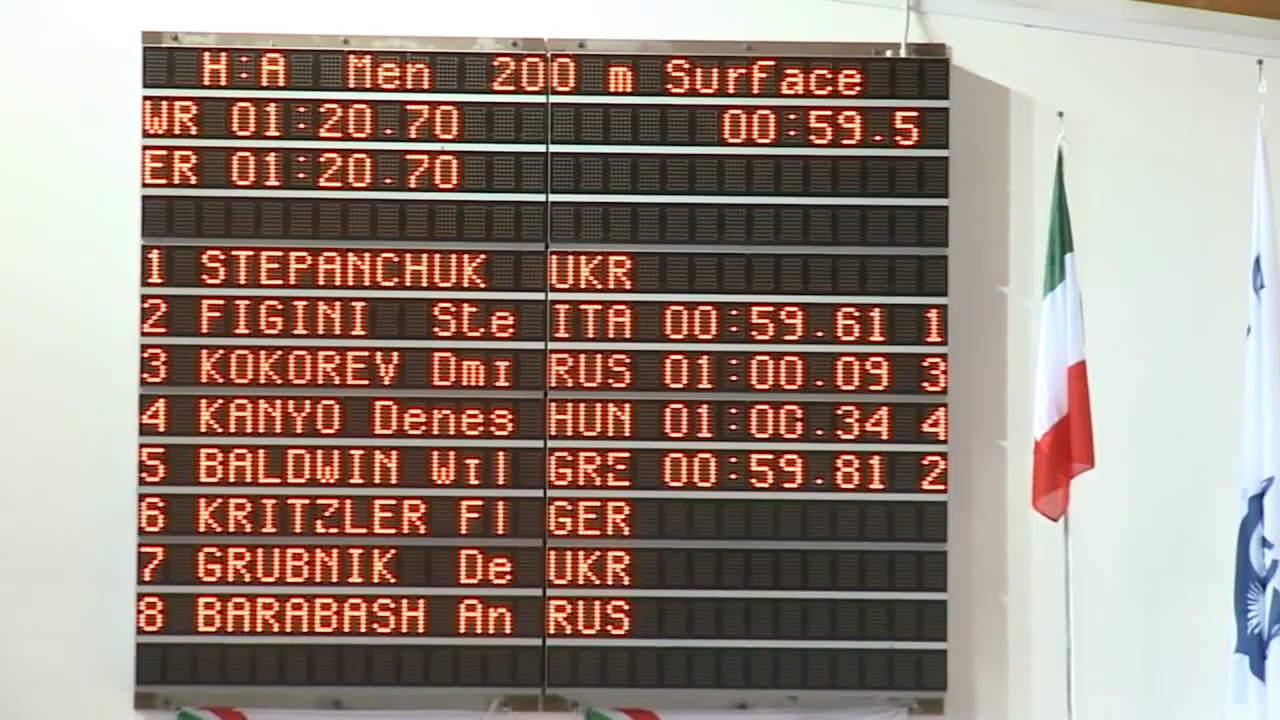 H:A Men 200 m Surface
WR 01:20.70 00:59.5
ER 01:20.70
1 STEPANCHUK UKR
2 FIGINI Ste ITA 00:59.61 1
3 KOKOREV Dmi RUS 01:00.09 3
4 KANYO Denes HUN 01:00.34 4
5 BALDWIN Wil GRE 00:59.81 2
6 KRITZLER Fl GER
7 GRUBNIK De UKR
8 BARABASH An RUS